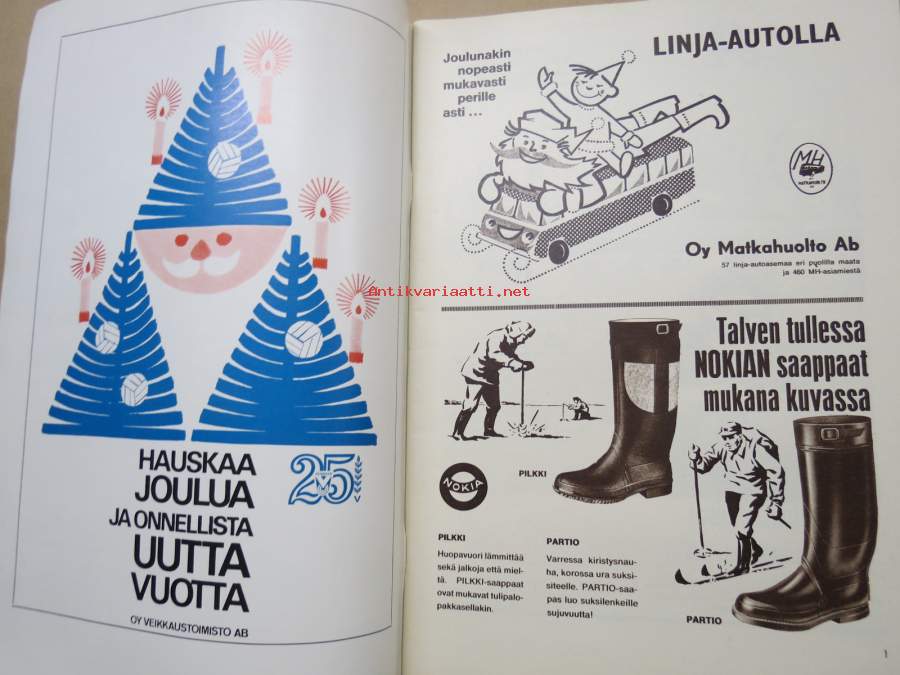 HAUSKAA
JOULUA
JA ONNELLISTA
UUTTA
VUOTTA
25
OY VEIKKAUSTOIMISTO AB
Antikvariaatti.net
Joulunakin
nopeasti
mukavasti
perille
asti ...
LINJA-AUTOLLA
MH
MATKAHUOLTO
Oy Matkahuolto Ab
57 linja-autoasemaa eri puolilla maata
ja 460 MH-asiamiestä
Talven tullessa
NOKIAN saappaat
mukana kuvassa
PILKKI
NOKIA
PILKKI
Huopavuori lämmittää
sekä jalkoja että miel-
tä. PILKKI-saappaat
ovat mukavat tulipalo-
pakkasellakin.
PARTIO
Varressa kiristysnau-
ha, korossa ura suksi-
siteelle. PARTIO-saa-
pas luo suksilenkeille
sujuvuutta!
PARTIO
1